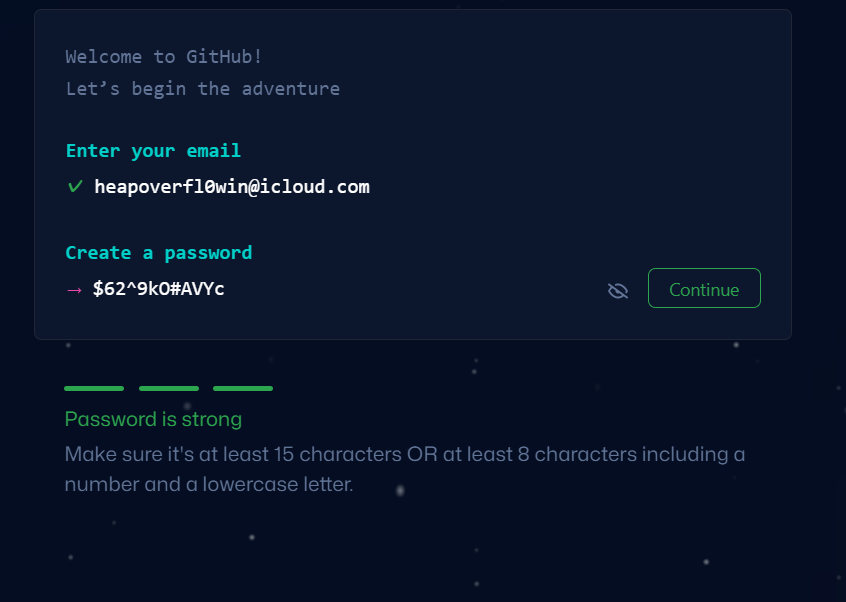 Welcome to GitHub!
Let’s begin the adventure
Enter your email
✓ heapoverfl0win@icloud.com
Create a password
→ $62^9kO#AVYc
Continue
Password is strong
Make sure it's at least 15 characters OR at least 8 characters including a
number and a lowercase letter.